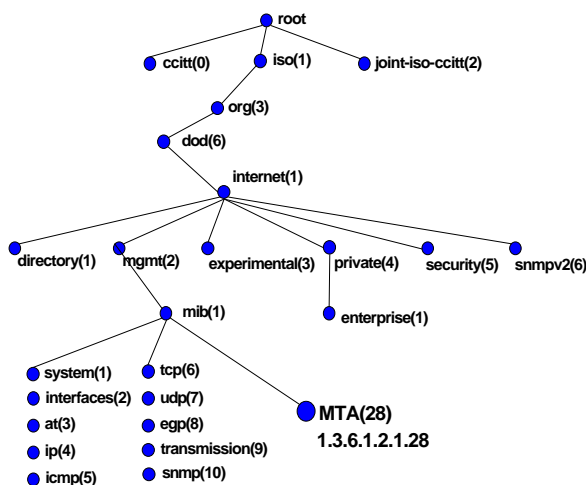 root
ccitt(0)
iso(1)
joint-iso-ccitt(2)
org(3)
dod(6)
internet(1)
directory(1)
mgmt(2)
experimental(3)
private(4)
security(5)
snmpv2(6)
mib(1)
enterprise(1)
system(1)
tcp(6)
interfaces(2)
udp(7)
MTA(28)
at(3)
egp(8)
1.3.6.1.2.1.28
ip(4)
transmission(9)
icmp(5)
snmp(10)